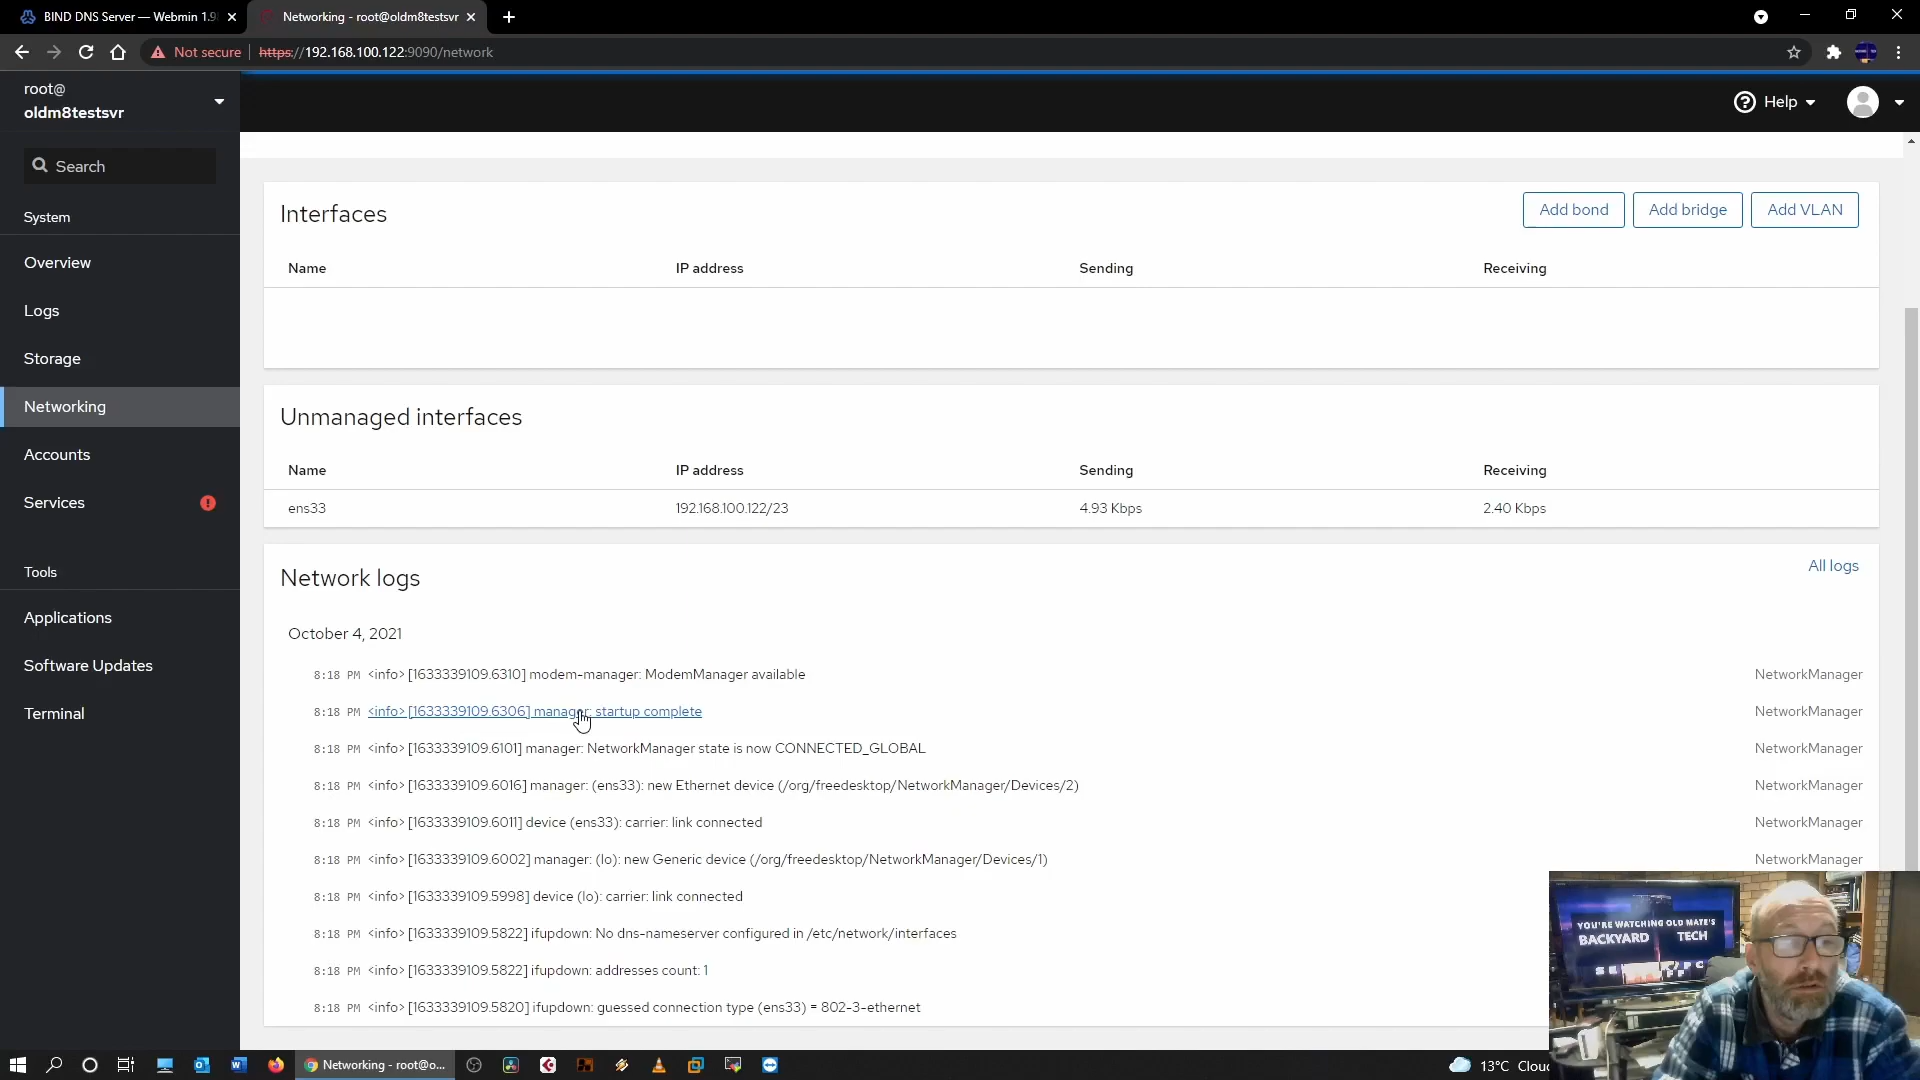 BIND DNS Server — Webmin 1.9
Networking - root@oldm8testsvr
Not secure
https://192.168.100.122:9090/network
root@
oldm8testsvr
Help
Search
System
Overview
Logs
Storage
Networking
Accounts
Services
Tools
Applications
Software Updates
Terminal
Interfaces
Add bond
Add bridge
Add VLAN
Name IP address Sending Receiving
Unmanaged interfaces
Name IP address Sending Receiving
ens33 192.168.100.122/23 4.93 Kbps 2.40 Kbps
Network logs
All logs
October 4, 2021
8:18 PM <info> [1633339109.6310] modem-manager: ModemManager available NetworkManager
8:18 PM <info> [1633339109.6306] manager: startup complete NetworkManager
8:18 PM <info> [1633339109.6101] manager: NetworkManager state is now CONNECTED_GLOBAL NetworkManager
8:18 PM <info> [1633339109.6016] manager: (ens33): new Ethernet device (/org/freedesktop/NetworkManager/Devices/2) NetworkManager
8:18 PM <info> [1633339109.6011] device (ens33): carrier: link connected NetworkManager
8:18 PM <info> [1633339109.6002] manager: (lo): new Generic device (/org/freedesktop/NetworkManager/Devices/1) NetworkManager
8:18 PM <info> [1633339109.5998] device (lo): carrier: link connected
8:18 PM <info> [1633339109.5822] ifupdown: No dns-nameserver configured in /etc/network/interfaces
8:18 PM <info> [1633339109.5822] ifupdown: addresses count: 1
8:18 PM <info> [1633339109.5820] ifupdown: guessed connection type (ens33) = 802-3-ethernet
YOU'RE WATCHING OLD MATE'S
BACKYARD TECH
Networking - root@o...
13°C Clou